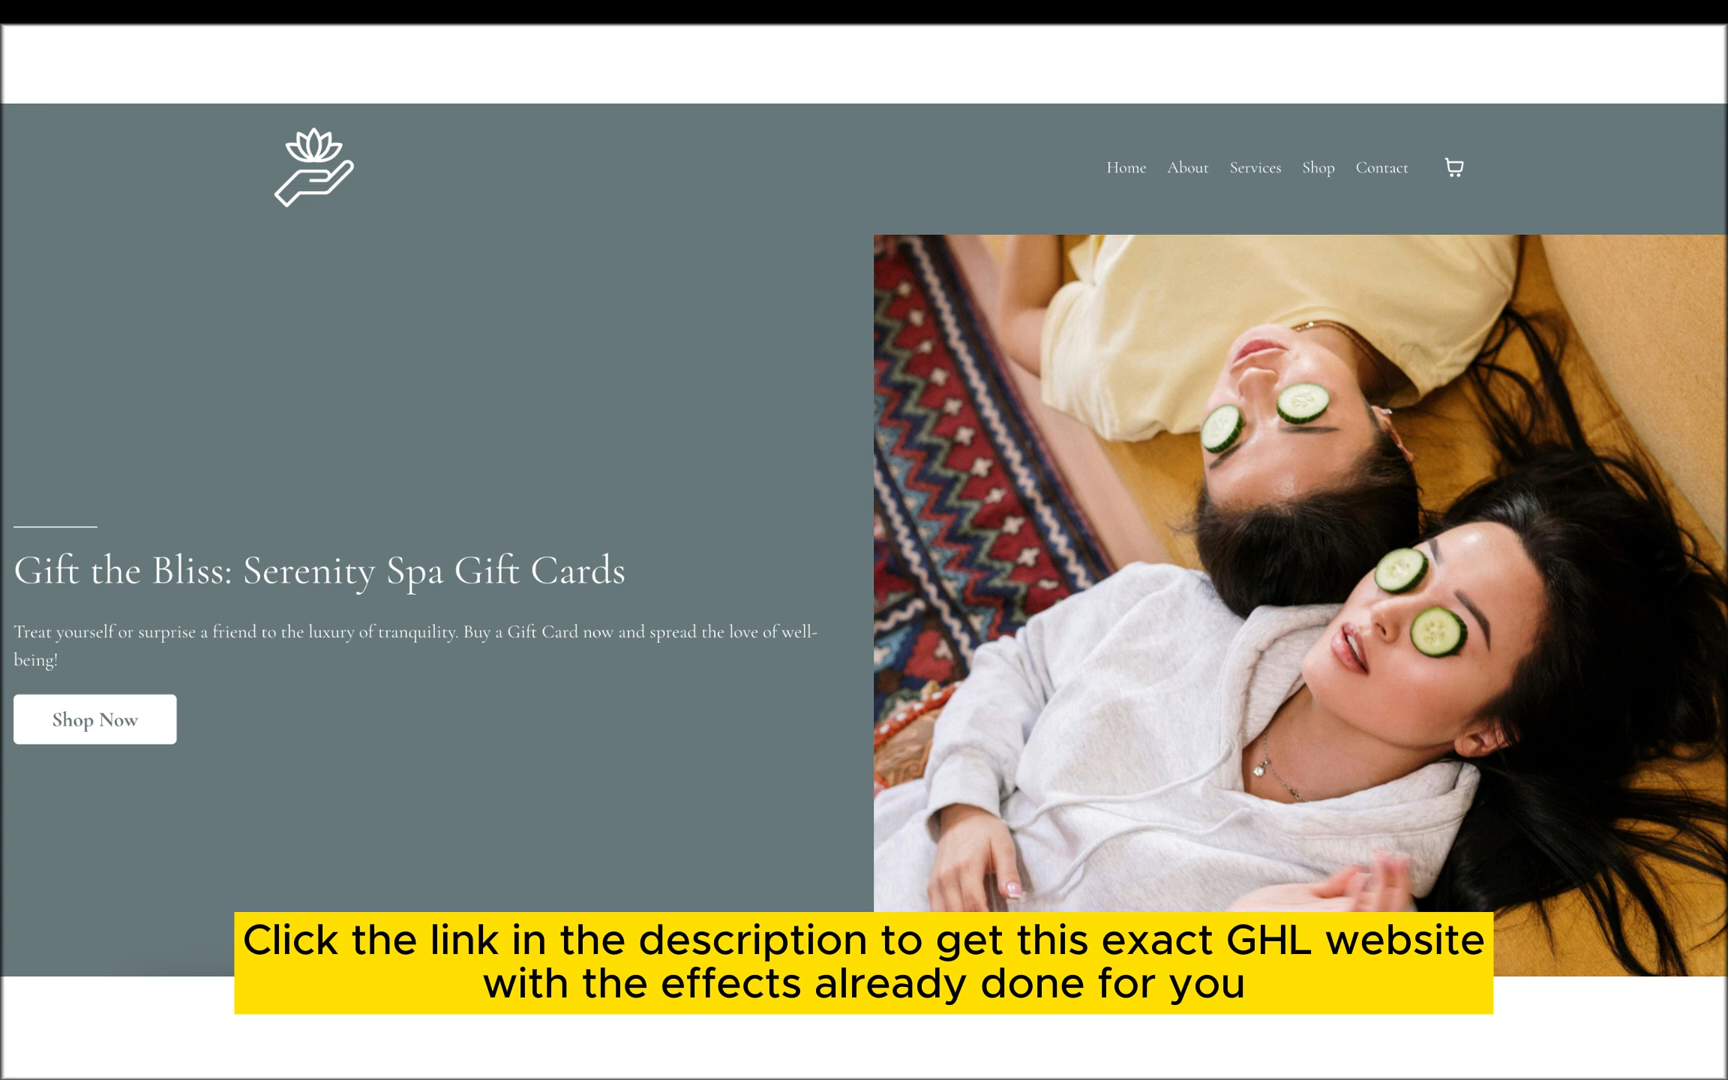 Home About Services Shop Contact
Gift the Bliss: Serenity Spa Gift Cards
Treat yourself or surprise a friend to the luxury of tranquility. Buy a Gift Card now and spread the love of well-
being!
Shop Now
Click the link in the description to get this exact GHL website
with the effects already done for you